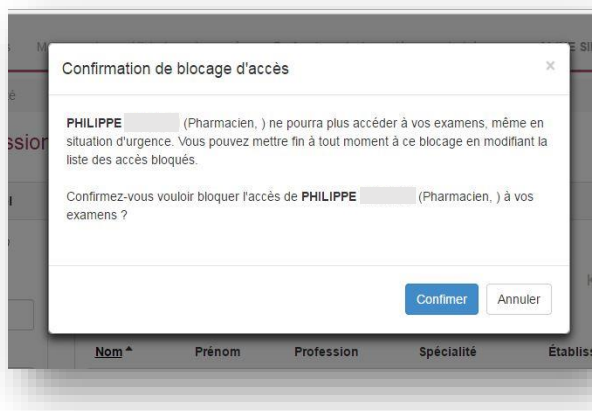 Confirmation de blocage d'accès ×
PHILIPPE (Pharmacien, ) ne pourra plus accéder à vos examens, même en
situation d'urgence. Vous pouvez mettre fin à tout moment à ce blocage en modifiant la
liste des accès bloqués.
Confirmez-vous vouloir bloquer l'accès de PHILIPPE (Pharmacien, ) à vos
examens ?
Confirmer Annuler
Nom Prénom Profession Spécialité